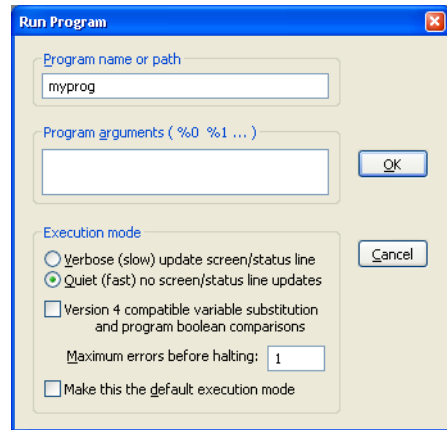 Run Program
Program name or path
myprog
Program arguments ( %0 %1 ... )
OK
Execution mode
Verbose (slow) update screen/status line
Cancel
Quiet (fast) no screen/status line updates
Version 4 compatible variable substitution
and program boolean comparisons
Maximum errors before halting: 1
Make this the default execution mode